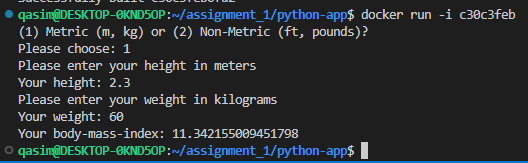 qasim@DESKTOP-0KND5OP:~/assignment_1/python-app$ docker run -i c30c3feb
(1) Metric (m, kg) or (2) Non-Metric (ft, pounds)?
Please choose: 1
Please enter your height in meters
Your height: 2.3
Please enter your weight in kilograms
Your weight: 60
Your body-mass-index: 11.342155009451798
qasim@DESKTOP-0KND5OP:~/assignment_1/python-app$